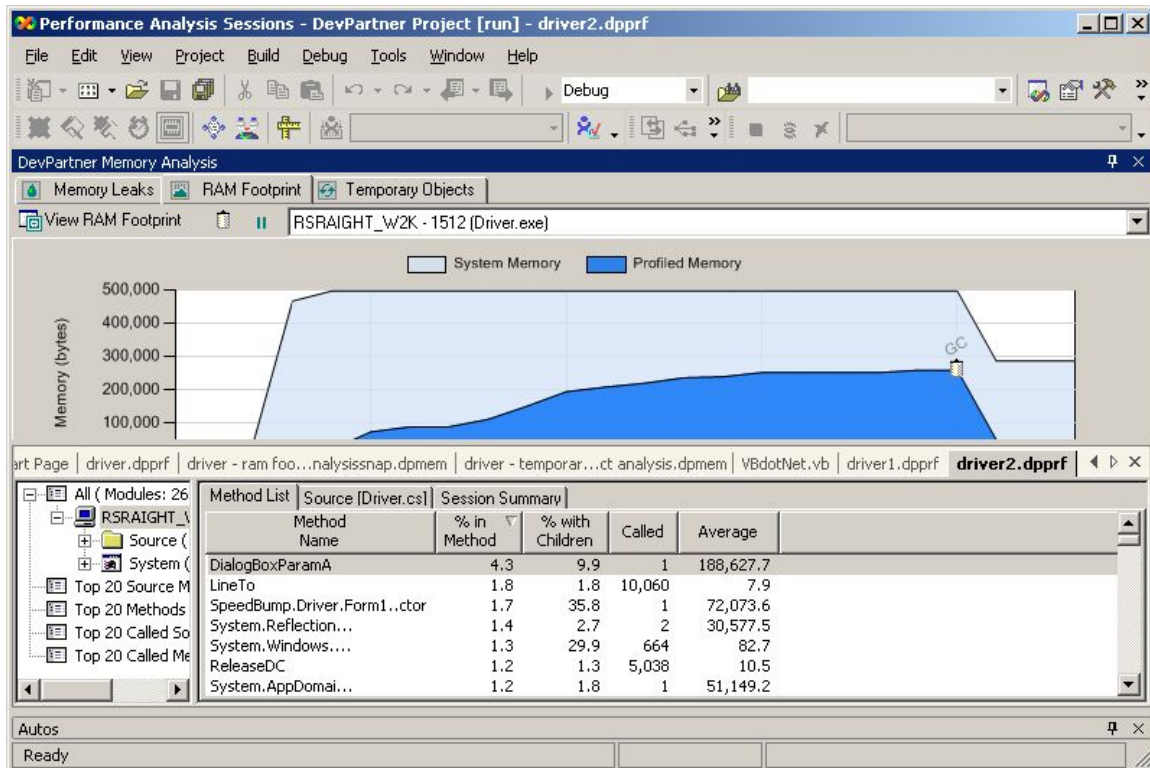 Performance Analysis Sessions - DevPartner Project [run] - driver2.dpprf
File Edit View Project Build Debug Tools Window Help
Debug
DevPartner Memory Analysis
Memory Leaks RAM Footprint Temporary Objects
View RAM Footprint RSRAIGHT_W2K - 1512 (Driver.exe)
System Memory Profiled Memory
500,000
400,000
300,000
200,000
100,000
Memory (bytes)
GC
art Page driver.dpprf driver - ram foo...nalysissnap.dpmem driver - temporar...ct analysis.dpmem VBdotNet.vb driver1.dpprf driver2.dpprf
All ( Modules: 26
RSRAIGHT_\
Source (
System (
Top 20 Source M
Top 20 Methods
Top 20 Called So
Top 20 Called Me
Method List Source [Driver.cs] Session Summary
Method Name % in Method % with Children Called Average
DialogBoxParamA 4.3 9.9 1 188,627.7
LineTo 1.8 1.8 10,060 7.9
SpeedBump.Driver.Form1..ctor 1.7 35.8 1 72,073.6
System.Reflection... 1.4 2.7 2 30,577.5
System.Windows.... 1.3 29.9 664 82.7
ReleaseDC 1.2 1.3 5,038 10.5
System.AppDomai... 1.2 1.8 1 51,149.2
Autos
Ready